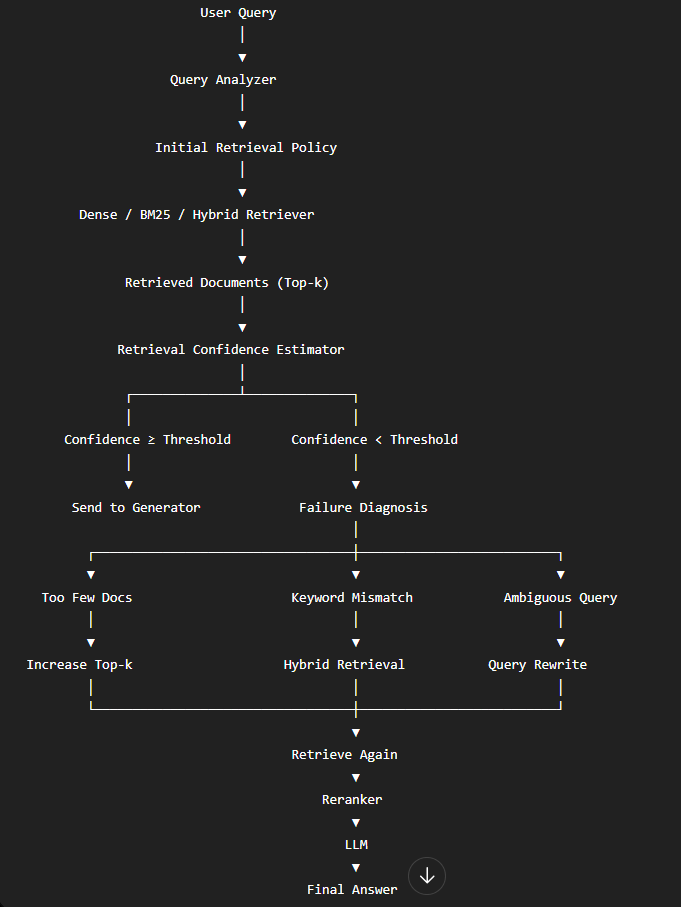 User Query
Query Analyzer
Initial Retrieval Policy
Dense / BM25 / Hybrid Retriever
Retrieved Documents (Top-k)
Retrieval Confidence Estimator
Confidence ≥ Threshold Confidence < Threshold
Send to Generator Failure Diagnosis
Too Few Docs Keyword Mismatch Ambiguous Query
Increase Top-k Hybrid Retrieval Query Rewrite
Retrieve Again
Reranker
LLM
Final Answer